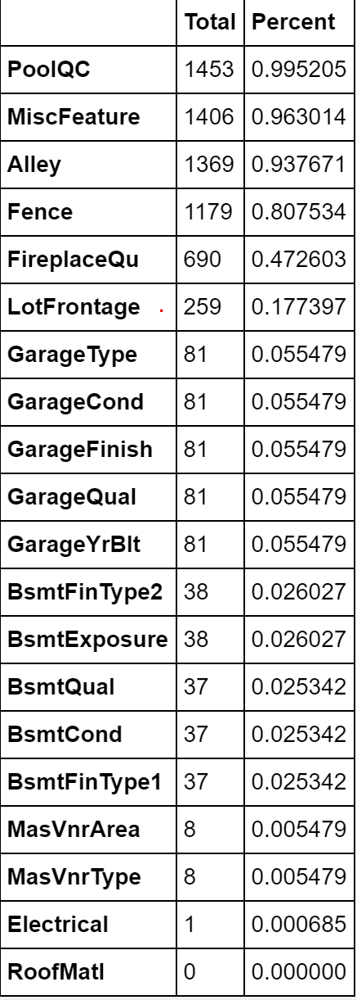 Total Percent
PoolQC 1453 0.995205
MiscFeature 1406 0.963014
Alley 1369 0.937671
Fence 1179 0.807534
FireplaceQu 690 0.472603
LotFrontage 259 0.177397
GarageType 81 0.055479
GarageCond 81 0.055479
GarageFinish 81 0.055479
GarageQual 81 0.055479
GarageYrBlt 81 0.055479
BsmtFinType2 38 0.026027
BsmtExposure 38 0.026027
BsmtQual 37 0.025342
BsmtCond 37 0.025342
BsmtFinType1 37 0.025342
MasVnrArea 8 0.005479
MasVnrType 8 0.005479
Electrical 1 0.000685
RoofMatl 0 0.000000